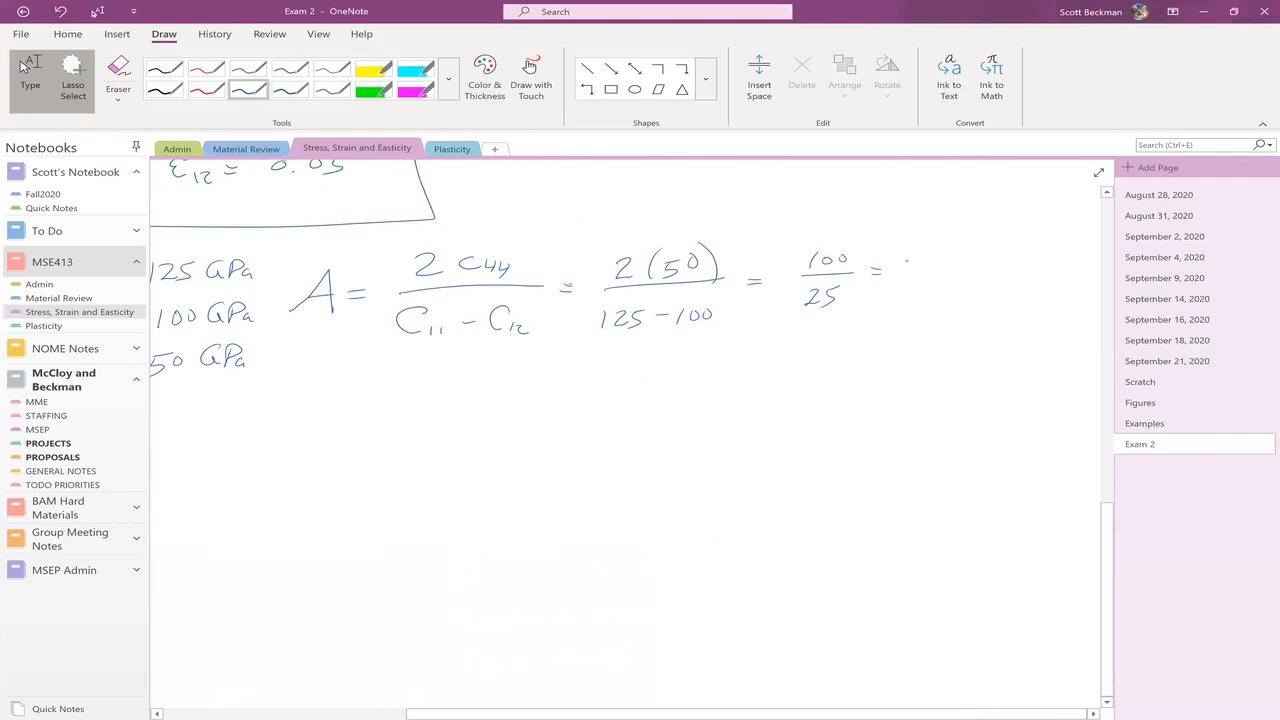 Exam 2 - OneNote
Search
Scott Beckman
File Home Insert Draw History Review View Help
Type
Lasso Select
Eraser
Color & Thickness
Draw with Touch
Insert Space
Delete
Arrange
Rotate
Ink to Text
Ink to Math
Tools
Shapes
Edit
Convert
Notebooks
Admin
Material Review
Stress, Strain and Easticity
Plasticity
Search (Ctrl+E)
Scott's Notebook
Fall2020
Quick Notes
To Do
MSE413
Admin
Material Review
Stress, Strain and Easticity
Plasticity
NOME Notes
McCloy and Beckman
MME
STAFFING
MSEP
PROJECTS
PROPOSALS
GENERAL NOTES
TODO PRIORITIES
BAM Hard Materials
Group Meeting Notes
MSEP Admin
Quick Notes
ε12 = 0.05
125 GPa
100 GPa
50 GPa
A = 2 C44 / (C11 - C12) = 2 (50) / (125 - 100) = 100 / 25 =
Add Page
August 28, 2020
August 31, 2020
September 2, 2020
September 4, 2020
September 9, 2020
September 14, 2020
September 16, 2020
September 18, 2020
September 21, 2020
Scratch
Figures
Examples
Exam 2